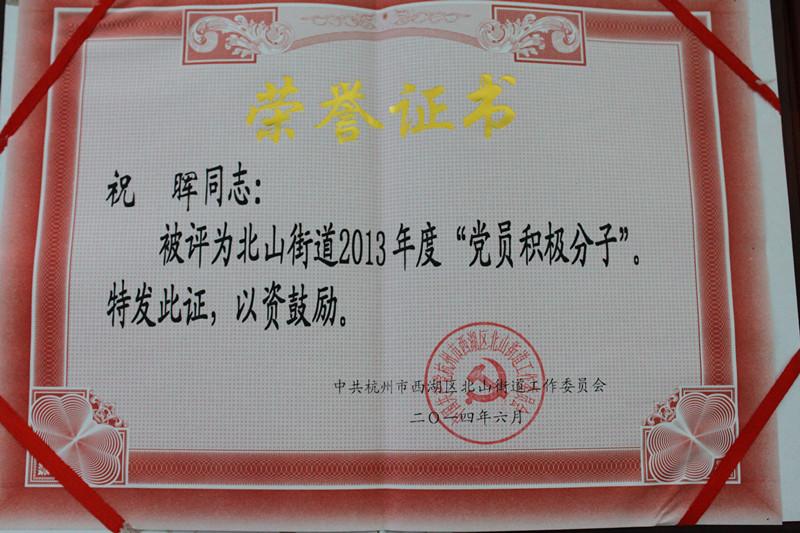 荣誉证书
祝 晖同志：
被评为北山街道2013年度“党员积极分子”。
特发此证，以资鼓励。
中共杭州市西湖区北山街道工作委员会
二〇一四年六月